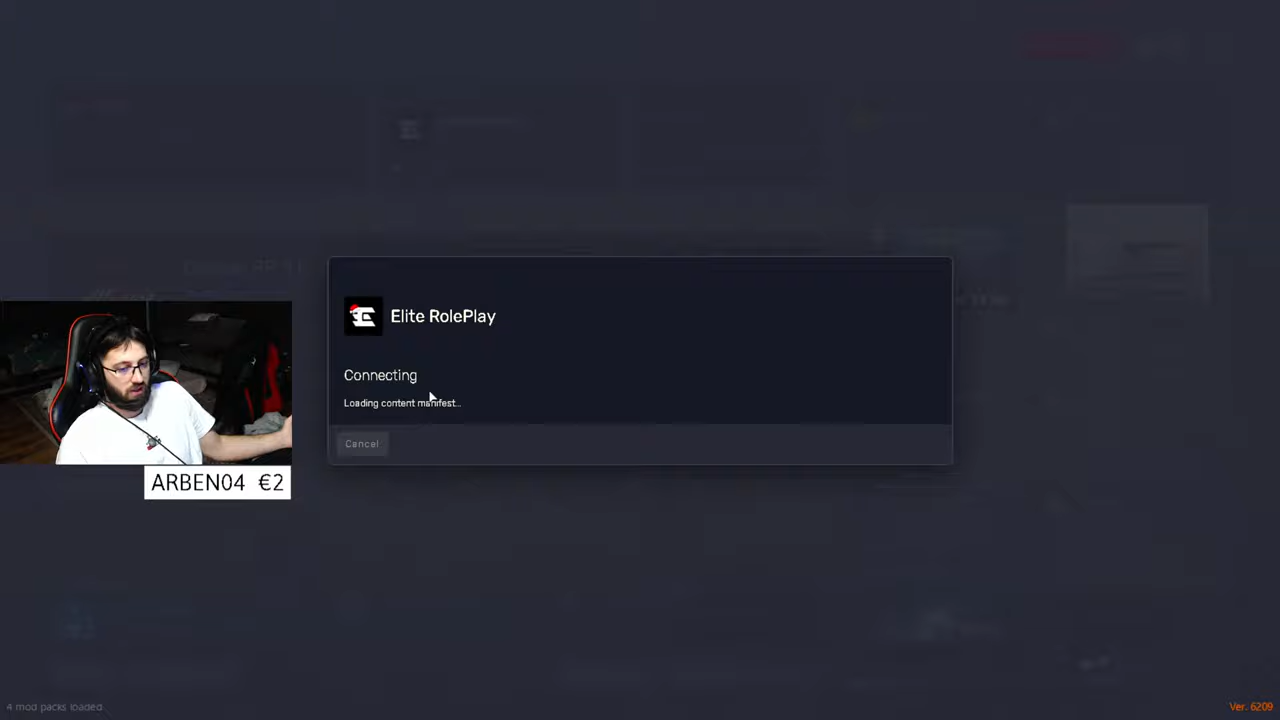 Elite RolePlay
Connecting
Loading content manifest...
Cancel
ARBEN04 €2
4 mod packs loaded
Ver. 6209